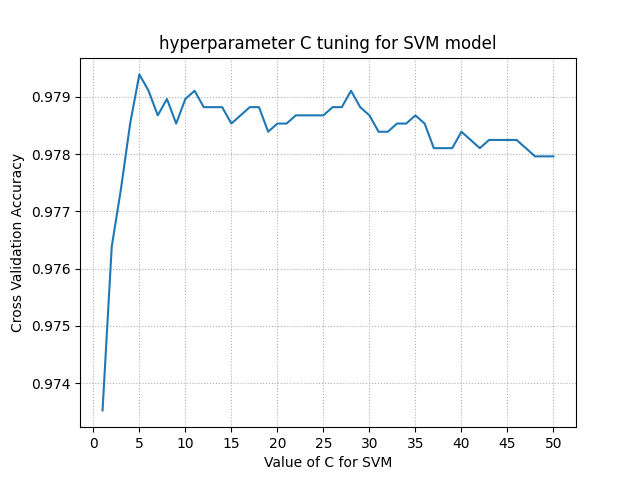 hyperparameter C tuning for SVM model
Cross Validation Accuracy
0.979
0.978
0.977
0.976
0.975
0.974
0 5 10 15 20 25 30 35 40 45 50
Value of C for SVM